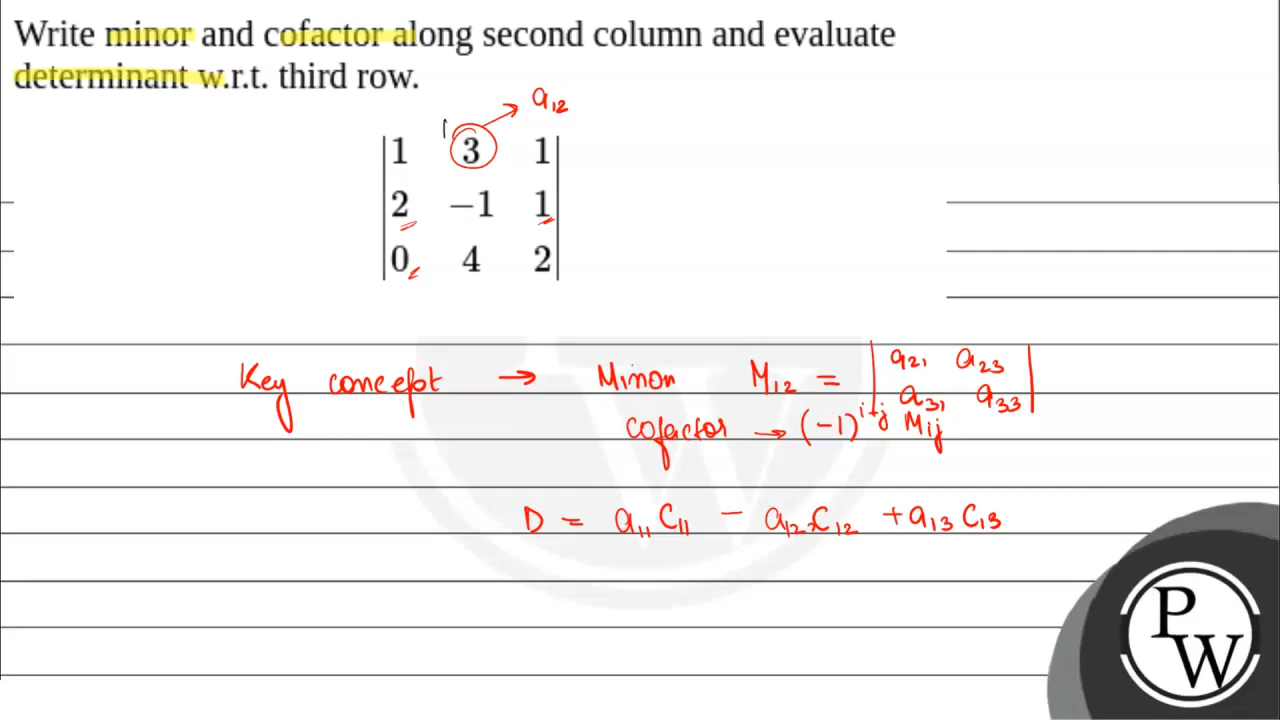 Write minor and cofactor along second column and evaluate
determinant w.r.t. third row.
a₁₂
1 3 1
2 −1 1
0 4 2
Key concept → Minor M₁₂ = | a₂₁ a₂₃ |
| a₃₁ a₃₃ |
cofactor → (−1)ⁱ⁺ʲ Mᵢⱼ
D = a₁₁ C₁₁ − a₁₂ C₁₂ + a₁₃ C₁₃
P
W